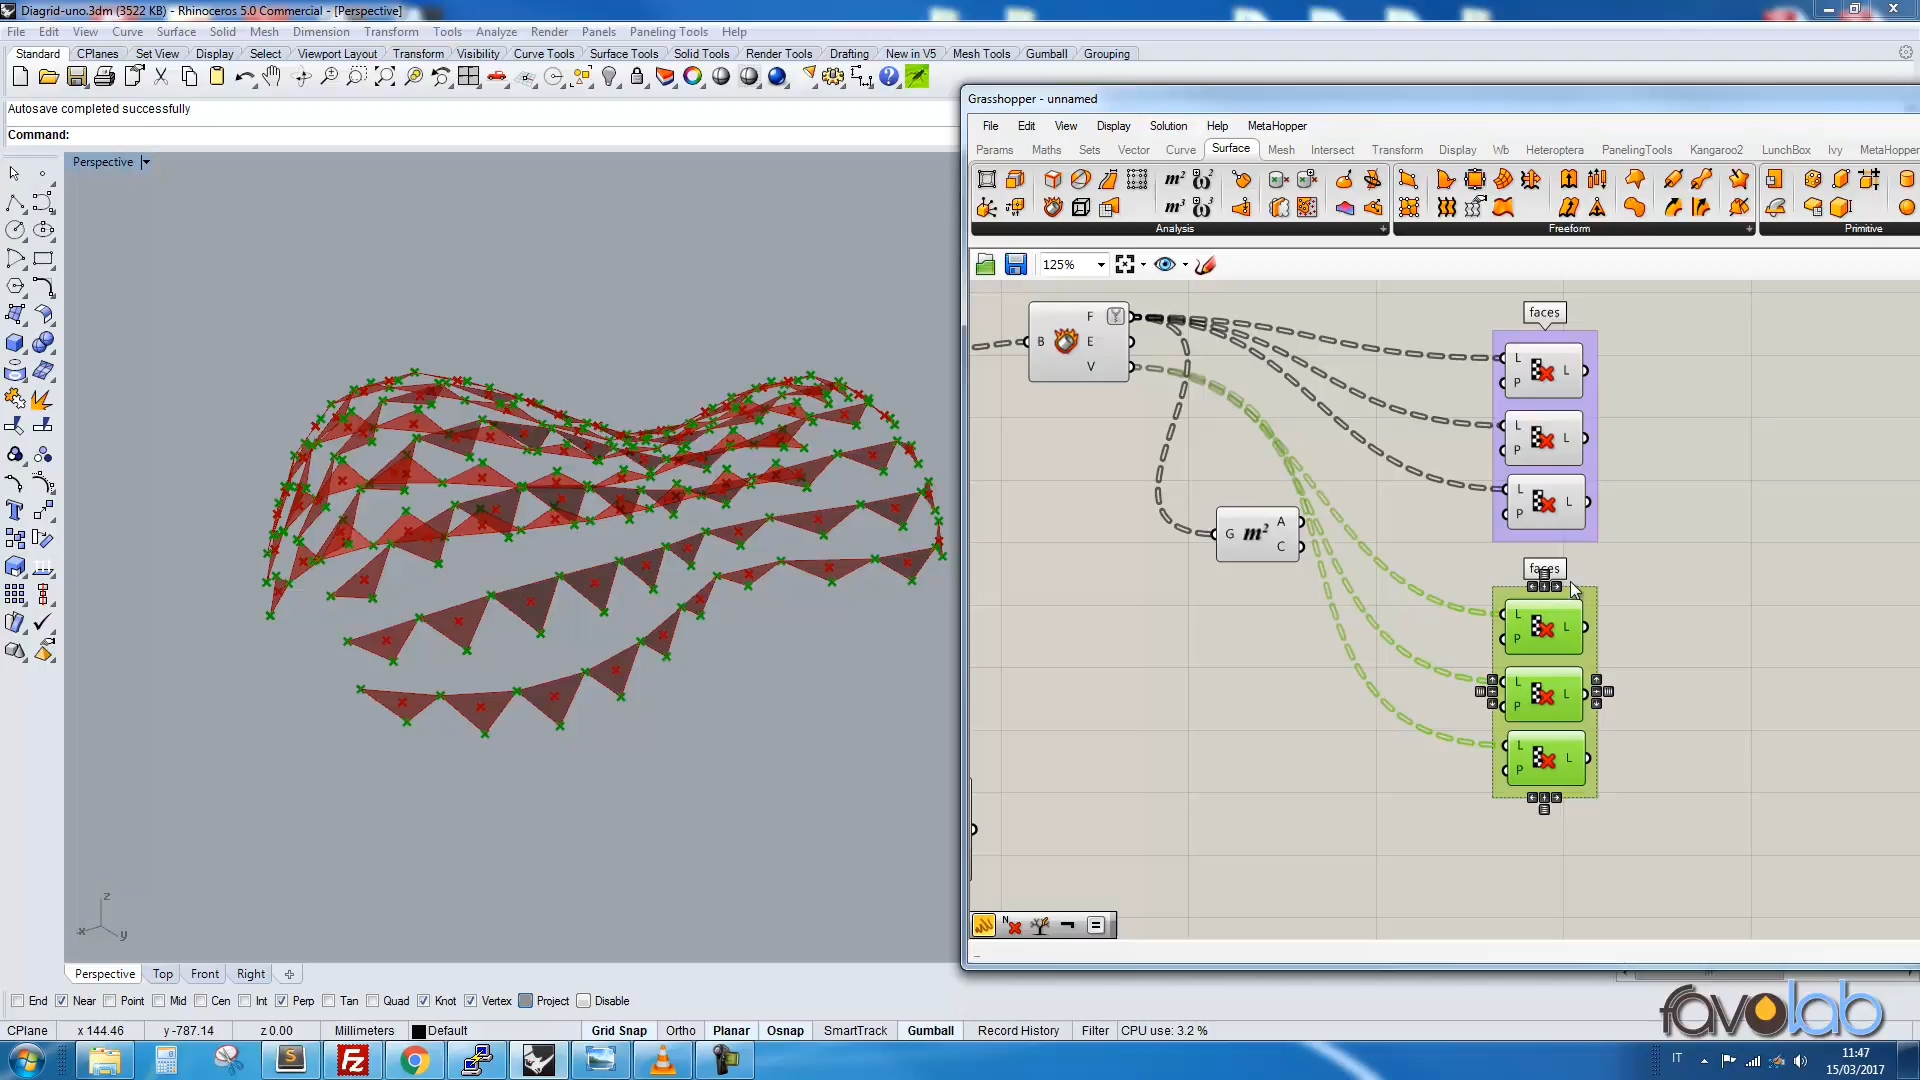 Diagrid-uno.3dm (3522 KB) - Rhinoceros 5.0 Commercial - [Perspective]
File Edit View Curve Surface Solid Mesh Dimension Transform Tools Analyze Render Panels Paneling Tools Help
Standard CPlanes Set View Display Select Viewport Layout Transform Visibility Curve Tools Surface Tools Solid Tools Mesh Tools Render Tools Drafting New in V5 Mesh Tools Gumball Grouping
Autosave completed successfully
Command:
Perspective
Grasshopper - unnamed
File Edit View Display Solution Help MetaHopper
Params Maths Sets Vector Curve Surface Mesh Intersect Transform Display Wb Heteroptera PanelingTools Kangaroo2 LunchBox Ivy MetaHopper
Analysis Freeform Primitive
125%
faces
B F E V
L P L
L P L
L P L
G m² A C
faces
L P L
L P L
L P L
z
x y
Perspective Top Front Right
End Near Point Mid Cen Int Perp Tan Quad Knot Vertex Project Disable
CPlane x 144.46 y -787.14 z 0.00 Millimeters Default Grid Snap Ortho Planar Osnap SmartTrack Gumball Record History Filter CPU use: 3.2 %
favolab
IT
11:47
15/03/2017